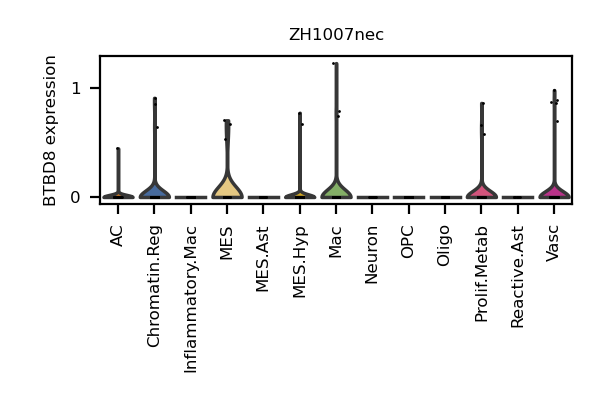 ZH1007nec
BTBD8 expression
1
0
AC
Chromatin.Reg
Inflammatory.Mac
MES
MES.Ast
MES.Hyp
Mac
Neuron
OPC
Oligo
Prolif.Metab
Reactive.Ast
Vasc